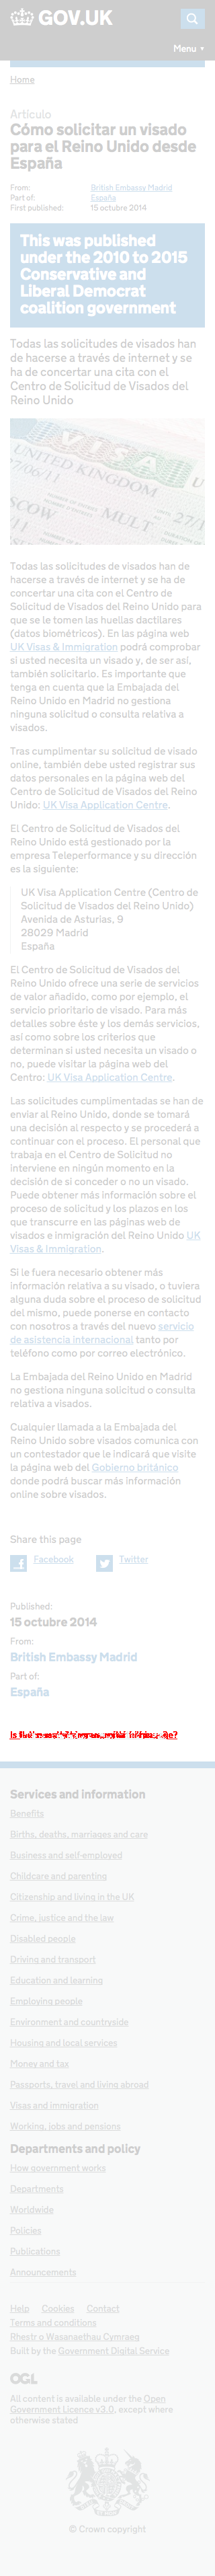 GOV.UK
Menu ▼
Home
Artículo
Cómo solicitar un visado
para el Reino Unido desde
España
From: British Embassy Madrid
Part of: España
First published: 15 octubre 2014
This was published
under the 2010 to 2015
Conservative and
Liberal Democrat
coalition government
Todas las solicitudes de visados han
de hacerse a través de internet y se
ha de concertar una cita con el
Centro de Solicitud de Visados del
Reino Unido
Todas las solicitudes de visados han de
hacerse a través de internet y se ha de
concertar una cita con el Centro de
Solicitud de Visados del Reino Unido para
que se le tomen las huellas dactilares
(datos biométricos). En las página web
UK Visas & Immigration podrá comprobar
si usted necesita un visado y, de ser así,
también solicitarlo. Es importante que
tenga en cuenta que la Embajada del
Reino Unido en Madrid no gestiona
ninguna solicitud o consulta relativa a
visados.
Tras cumplimentar su solicitud de visado
online, también debe usted registrar sus
datos personales en la página web del
Centro de Solicitud de Visados del Reino
Unido: UK Visa Application Centre.
El Centro de Solicitud de Visados del
Reino Unido está gestionado por la
empresa Teleperformance y su dirección
es la siguiente:
UK Visa Application Centre (Centro de
Solicitud de Visados del Reino Unido)
Avenida de Asturias, 9
28029 Madrid
España
El Centro de Solicitud de Visados del
Reino Unido ofrece una serie de servicios
de valor añadido, como por ejemplo, el
servicio prioritario de visado. Para más
detalles sobre éste y los demás servicios,
así como sobre los criterios que
determinan si usted necesita un visado o
no, puede visitar la página web del
Centro: UK Visa Application Centre.
Las solicitudes cumplimentadas se han de
enviar al Reino Unido, donde se tomará
una decisión al respecto y se procederá a
continuar con el proceso. El personal que
trabaja en el Centro de Solicitud no
interviene en ningún momento en la
decisión de si conceder o no un visado.
Puede obtener más información sobre el
proceso de solicitud y los plazos en los
que transcurre en las páginas web de
visados e inmigración del Reino Unido UK
Visas & Immigration.
Si le fuera necesario obtener más
información relativa a su visado, o tuviera
alguna duda sobre el proceso de solicitud
del mismo, puede ponerse en contacto
con nosotros a través del nuevo servicio
de asistencia internacional tanto por
teléfono como por correo electrónico.
La Embajada del Reino Unido en Madrid
no gestiona ninguna solicitud o consulta
relativa a visados.
Cualquier llamada a la Embajada del
Reino Unido sobre visados comunica con
un contestador que le indicará que visite
la página web del Gobierno británico
donde podrá buscar más información
online sobre visados.
Share this page
Facebook Twitter
Published:
15 octubre 2014
From:
British Embassy Madrid
Part of:
España
Services and information
Benefits
Births, deaths, marriages and care
Business and self-employed
Childcare and parenting
Citizenship and living in the UK
Crime, justice and the law
Disabled people
Driving and transport
Education and learning
Employing people
Environment and countryside
Housing and local services
Money and tax
Passports, travel and living abroad
Visas and immigration
Working, jobs and pensions
Departments and policy
How government works
Departments
Worldwide
Policies
Publications
Announcements
Help Cookies Contact
Terms and conditions
Rhestr o Wasanaethau Cymraeg
Built by the Government Digital Service
OGL
All content is available under the Open
Government Licence v3.0, except where
otherwise stated
© Crown copyright